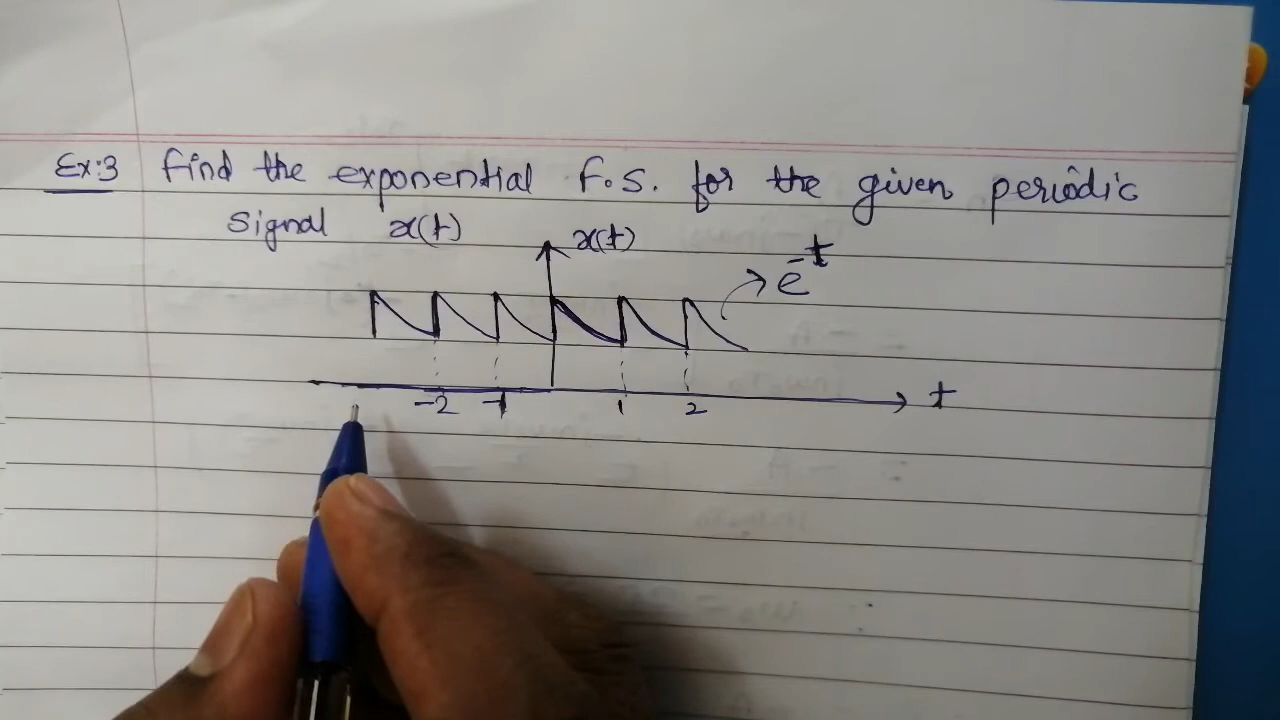 Ex:3 find the exponential f.s. for the given periodic
signal x(t)
x(t)
e^-t
-2 -1 1 2 t